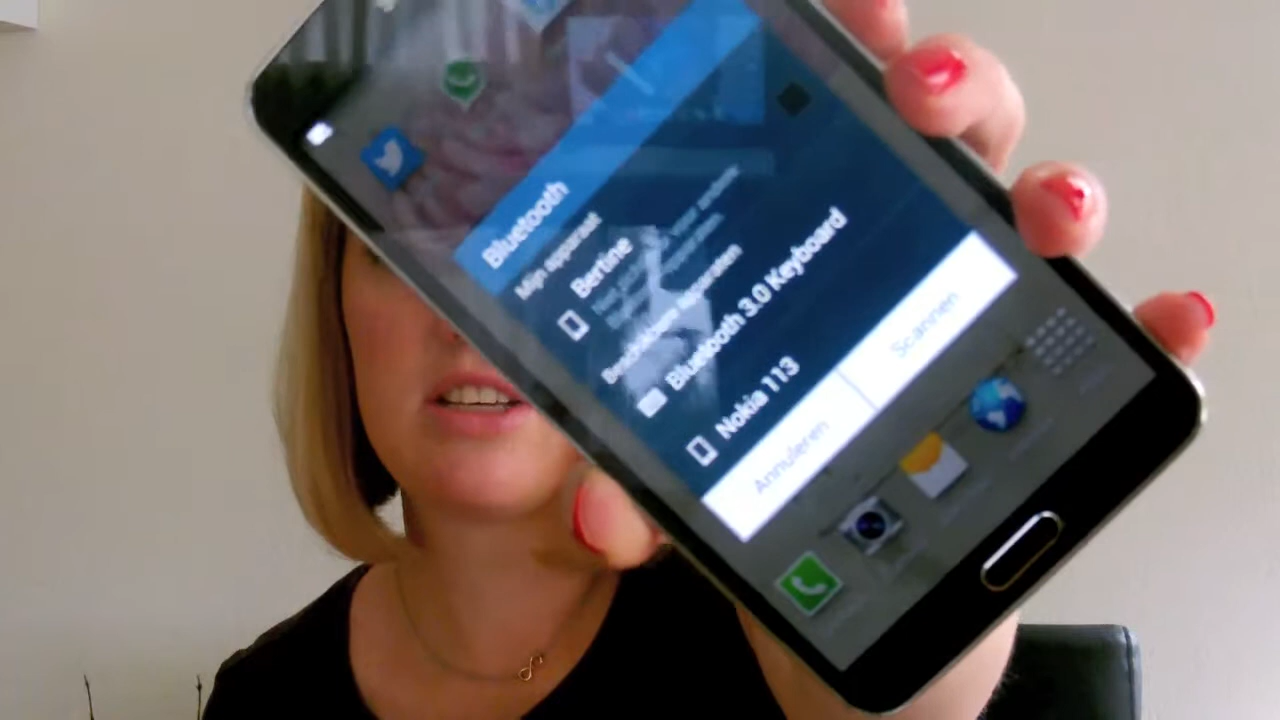 Bluetooth
Mijn apparaat
Bertine
Beschikbare apparaten
Bluetooth 3.0 Keyboard
Nokia 113
Annuleren
Scannen